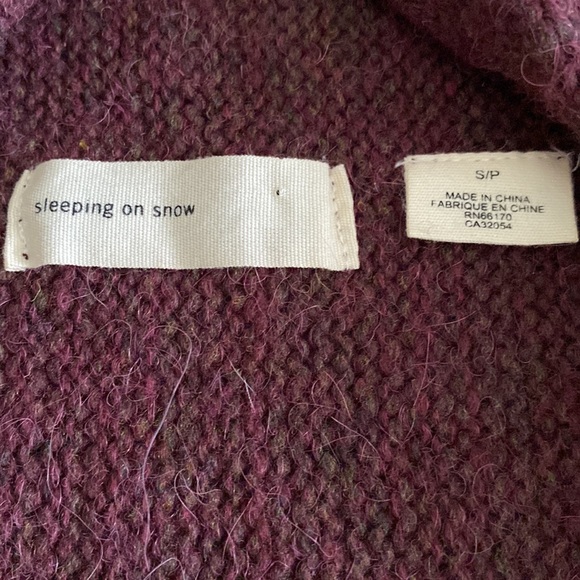 sleeping on snow
S/P
MADE IN CHINA
FABRIQUE EN CHINE
RN66170
CA32054